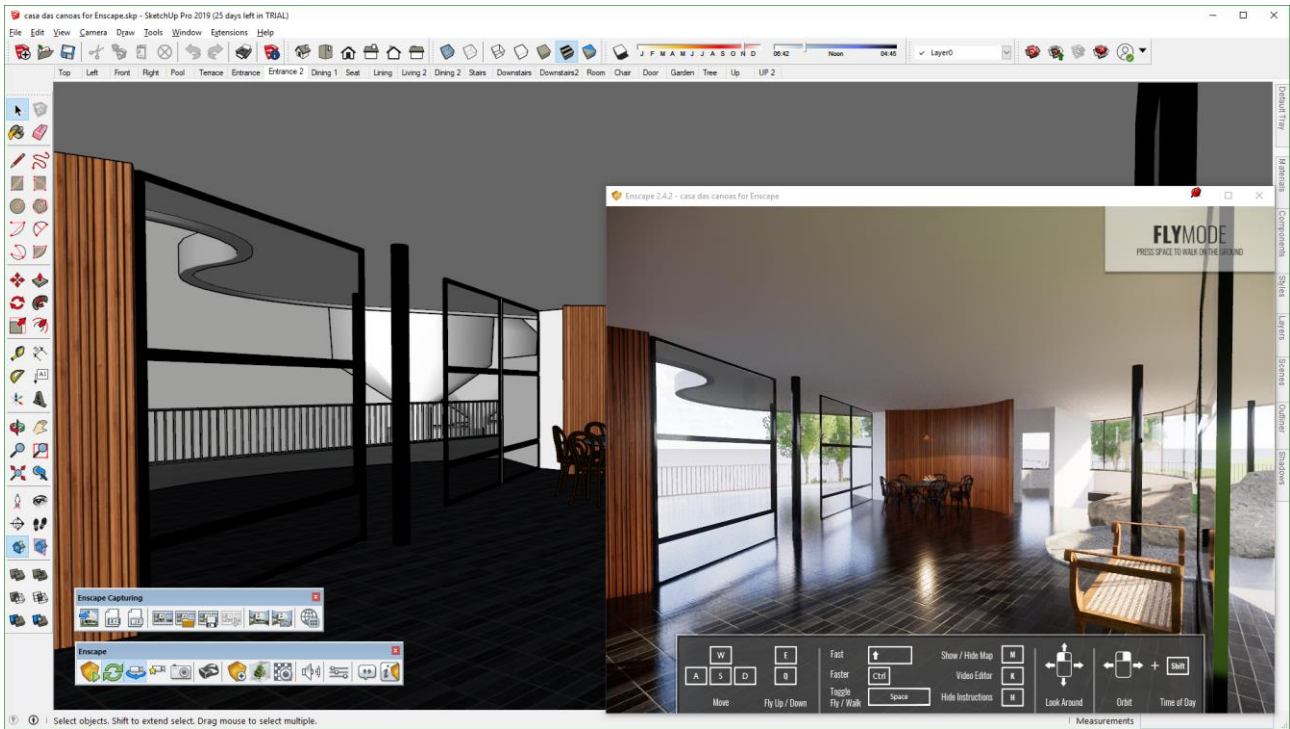 casa das canoas for Enscape.skp - SketchUp Pro 2019 (25 days left in TRIAL)
File Edit View Camera Draw Tools Window Extensions Help
J F M A M J J A S O N D 06:42 Noon 04:45 Layer0
Top Left Front Right Pool Terrace Entrance Entrance 2 Dining 1 Seat Lining Living 2 Dining 2 Stairs Downstairs Downstairs2 Room Chair Door Garden Tree Up UP 2
Default Tray
Materials
Components
Styles
Layers
Scenes
Outliner
Shadows
Enscape 2.4.2 - casa das canoas for Enscape
FLYMODE
PRESS SPACE TO WALK ON THE GROUND
Enscape Capturing
Enscape
W E Fast Show / Hide Map M
A S D Q Faster Ctrl Video Editor K
Shift
Toggle
Fly / Walk Space Hide Instructions H
Move Fly Up / Down Look Around Orbit Time of Day
Select objects. Shift to extend select. Drag mouse to select multiple.
Measurements